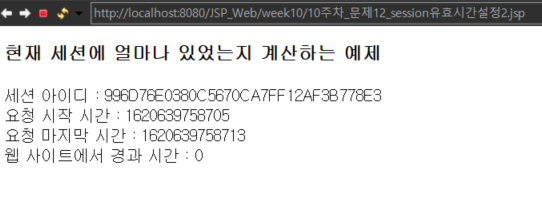 http://localhost:8080/JSP_Web/week10/10주차_문제12_session유효시간설정2.jsp
현재 세션에 얼마나 있었는지 계산하는 예제
세션 아이디 : 996D76E0380C5670CA7FF12AF3B778E3
요청 시작 시간 : 1620639758705
요청 마지막 시간 : 1620639758713
웹 사이트에서 경과 시간 : 0